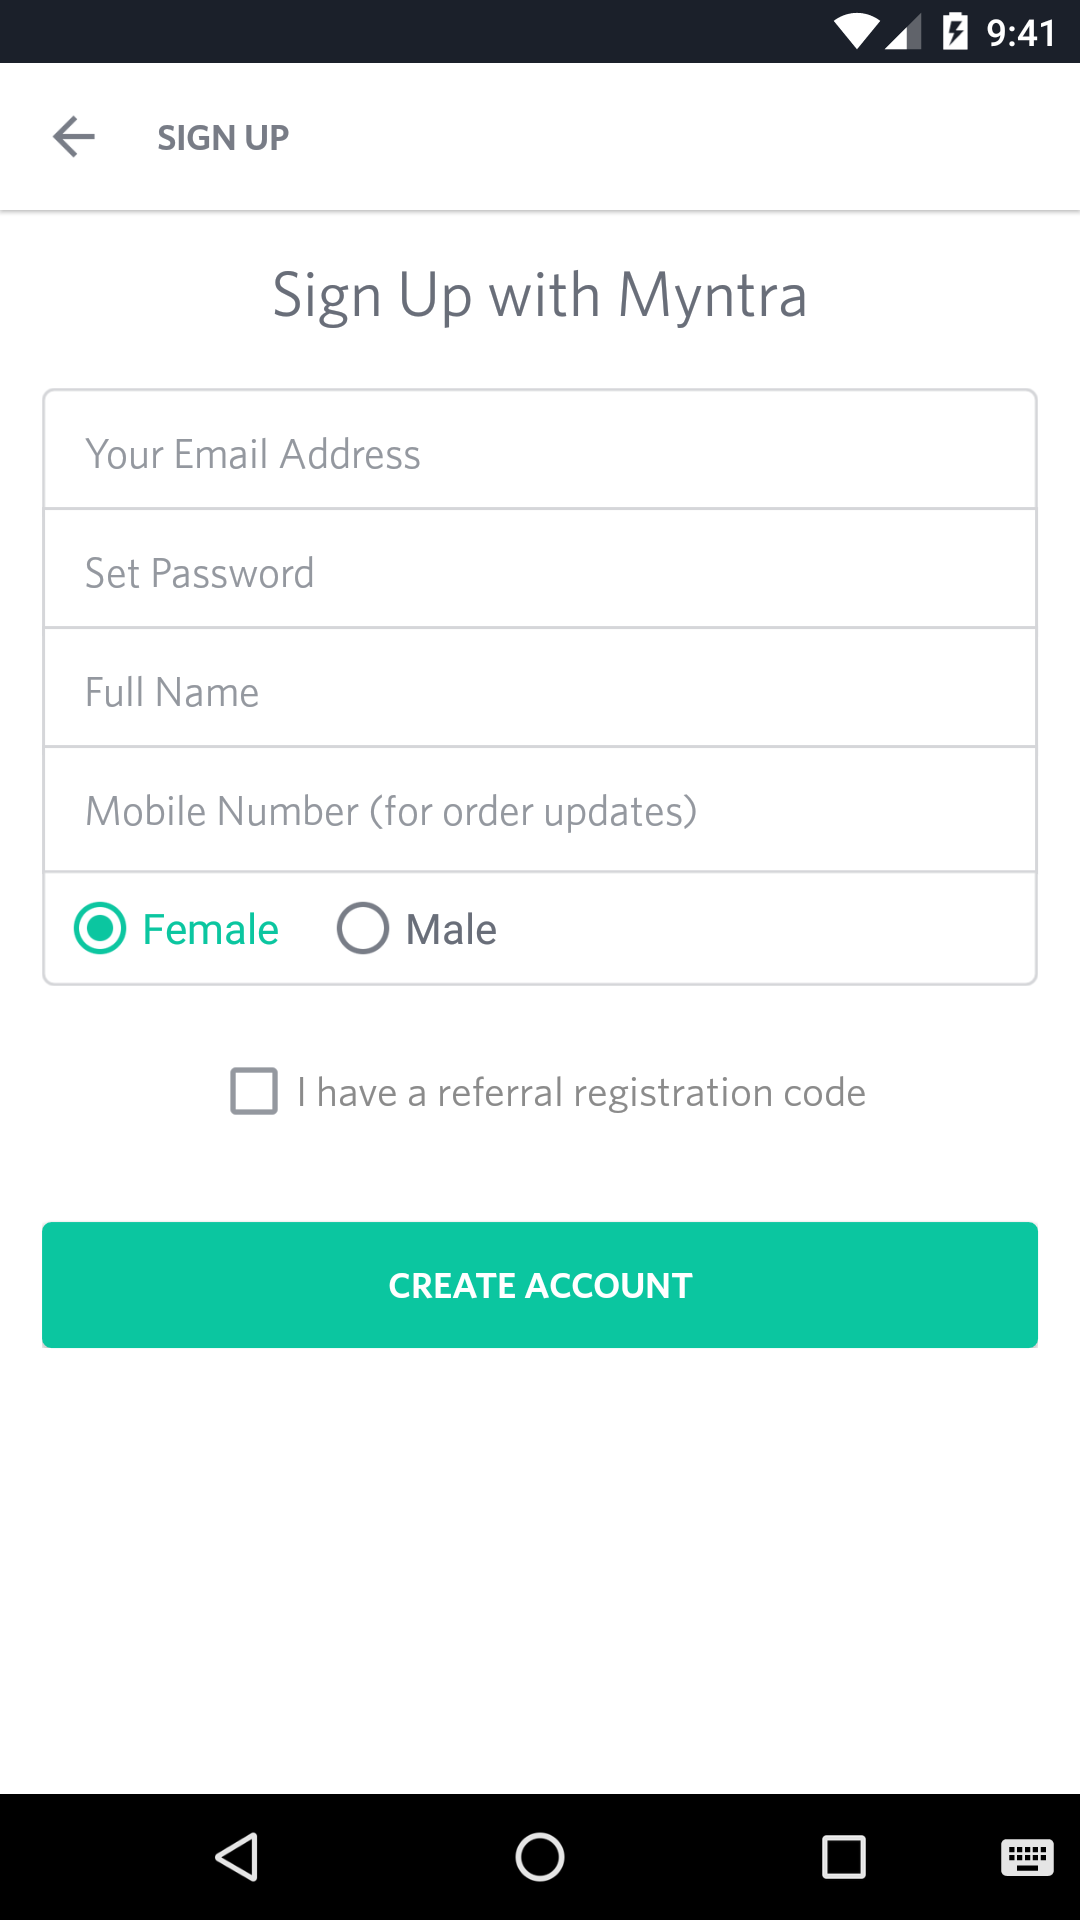 9:41
SIGN UP
Sign Up with Myntra
Your Email Address
Set Password
Full Name
Mobile Number (for order updates)
Female Male
I have a referral registration code
CREATE ACCOUNT